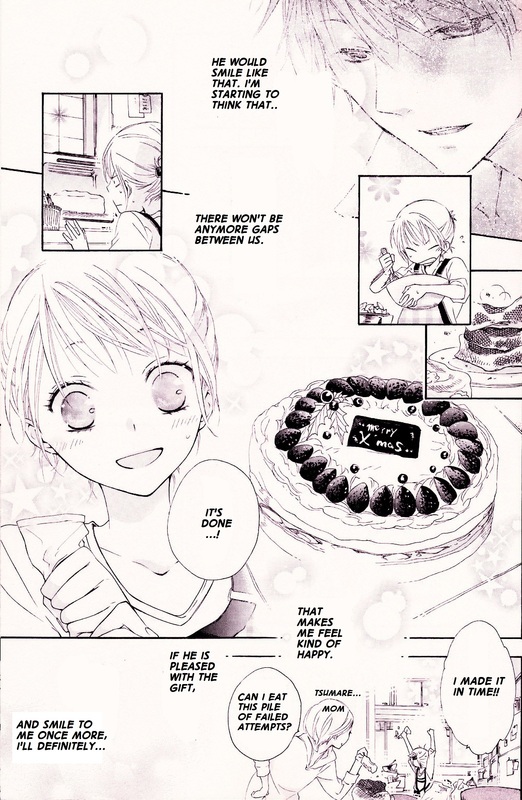 HE WOULD
SMILE LIKE
THAT. I'M
STARTING TO
THINK THAT..
THERE WON'T BE
ANYMORE GAPS
BETWEEN US.
merry
X'mas..
IT'S
DONE
...!
THAT
MAKES
ME FEEL
KIND OF
HAPPY.
I MADE IT
IN TIME!!
IF HE IS
PLEASED
WITH THE
GIFT,
TSUMARE...
MOM
CAN I EAT
THIS PILE
OF FAILED
ATTEMPTS?
AND SMILE TO
ME ONCE MORE,
I'LL DEFINITELY...